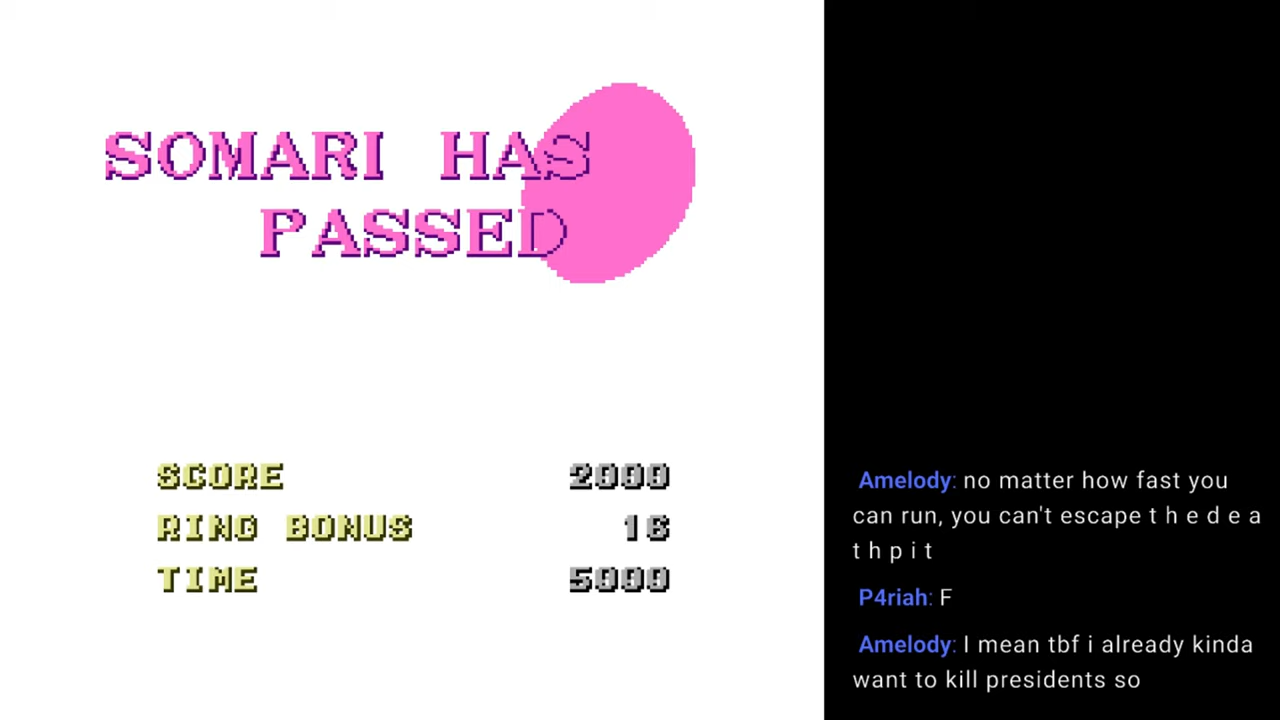 SOMARI HAS
PASSED
SCORE 2000
RING BONUS 16
TIME 5000
Amelody: no matter how fast you
can run, you can't escape t h e d e a
t h p i t
P4riah: F
Amelody: I mean tbf i already kinda
want to kill presidents so